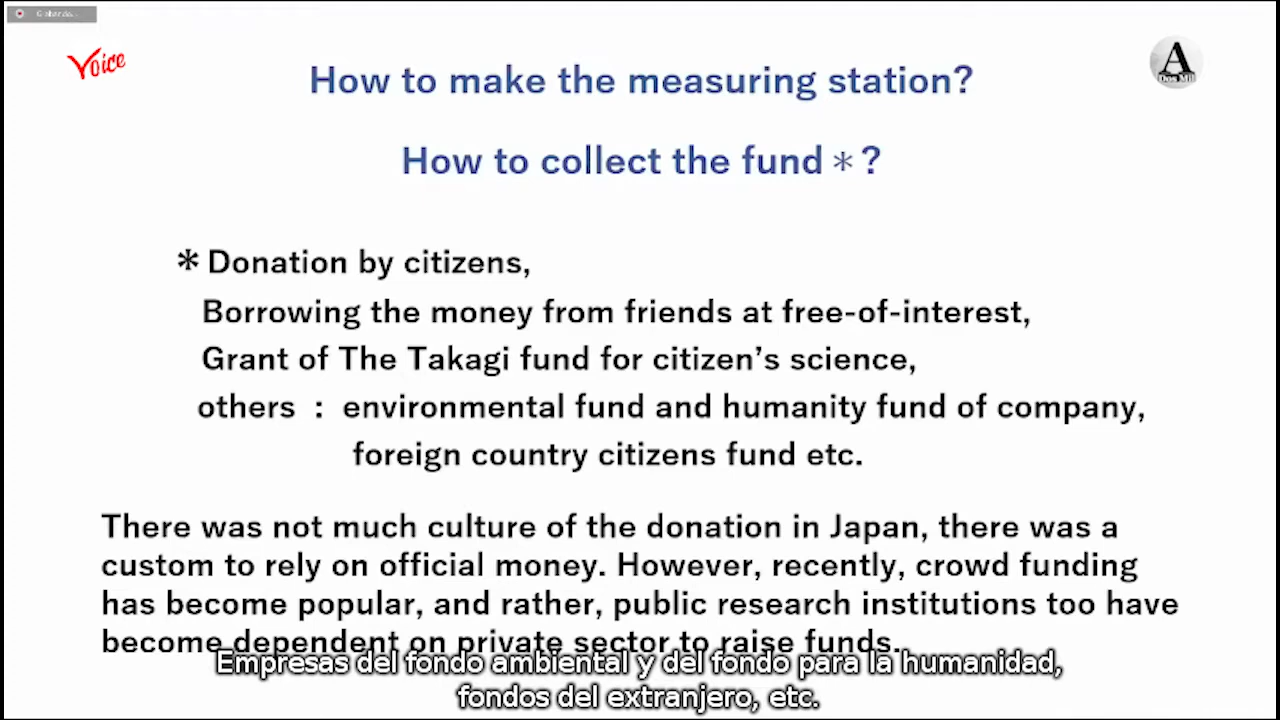 Voice
A
Dos Mil
How to make the measuring station?
How to collect the fund＊?
＊Donation by citizens,
Borrowing the money from friends at free-of-interest,
Grant of The Takagi fund for citizen’s science,
others : environmental fund and humanity fund of company,
foreign country citizens fund etc.
There was not much culture of the donation in Japan, there was a
custom to rely on official money. However, recently, crowd funding
has become popular, and rather, public research institutions too have
become dependent on private sector to raise funds.
Empresas del fondo ambiental y del fondo para la humanidad,
fondos del extranjero, etc.